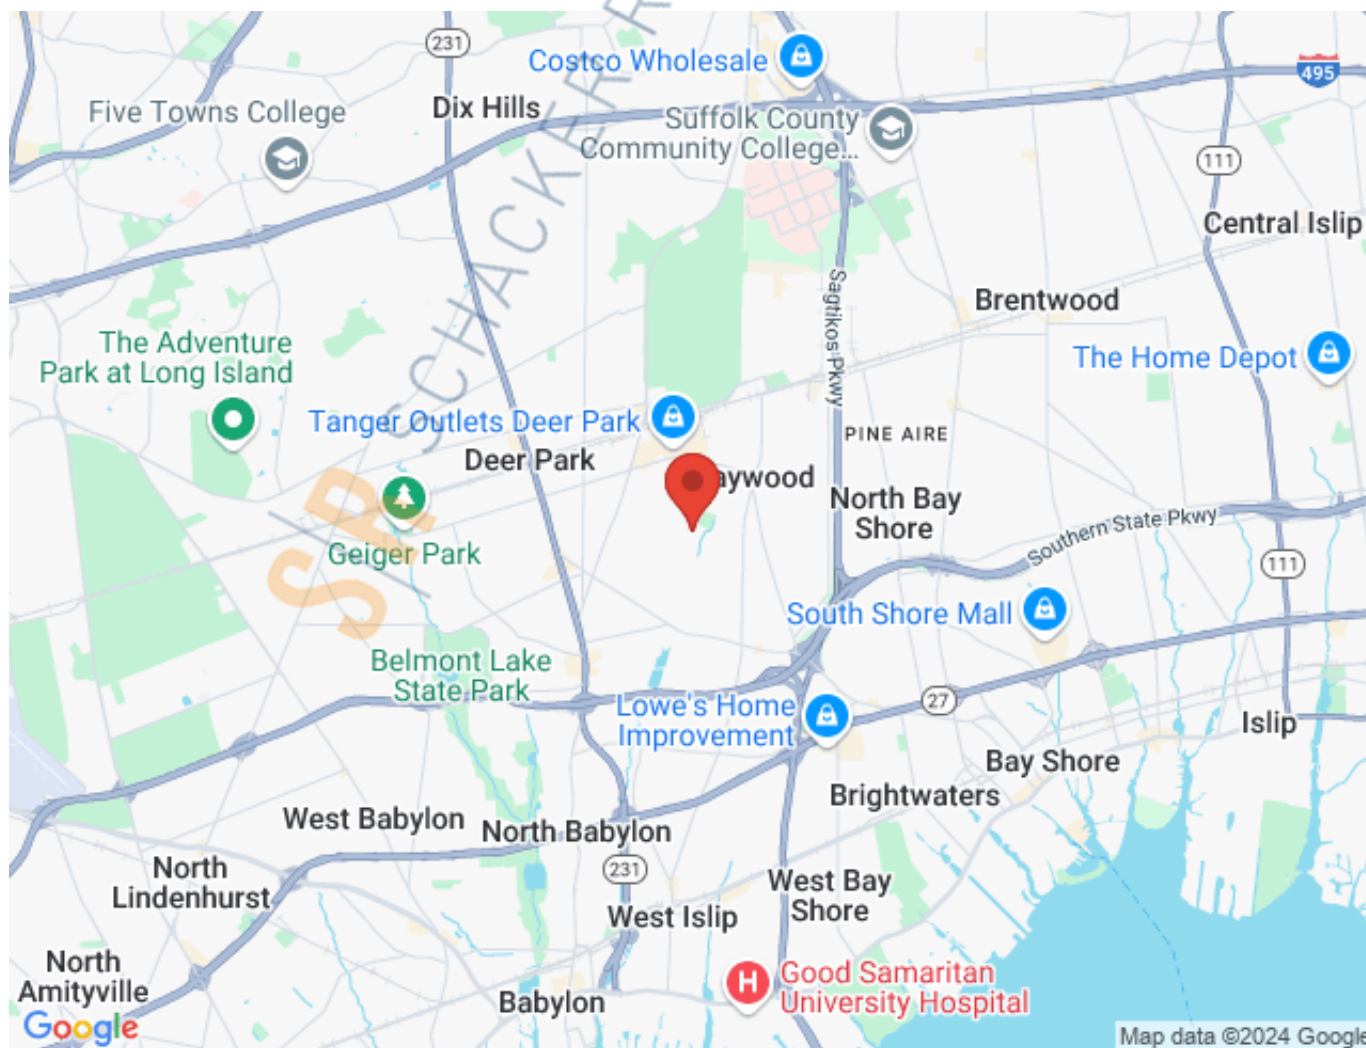 231
Costco Wholesale
495
Five Towns College
Dix Hills
Suffolk County
Community College...
111
Central Islip
Sagtikos Pkwy
Brentwood
The Adventure
Park at Long Island
The Home Depot
Tanger Outlets Deer Park
PINE AIRE
Deer Park
aywood
North Bay
Shore
Southern State Pkwy
Geiger Park
111
South Shore Mall
Belmont Lake
State Park
Lowe's Home
Improvement
27
Islip
Bay Shore
Brightwaters
West Babylon
North Babylon
North
Lindenhurst
231
West Bay
Shore
West Islip
North
Amityville
Good Samaritan
University Hospital
H
Babylon
Google
Map data ©2024 Google
SR SCHACKER